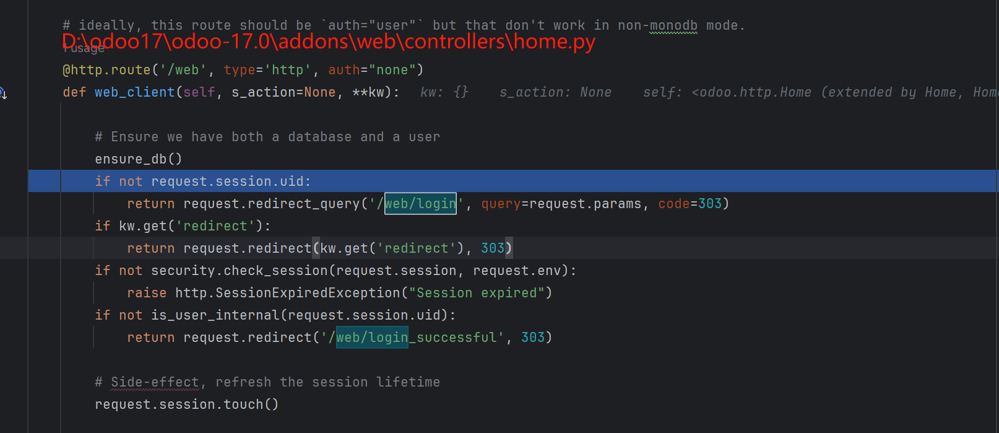 # ideally, this route should be `auth="user"` but that don't work in non-monodb mode.
D:\odoo17\odoo-17.0\addons\web\controllers\home.py
1 usage
@http.route('/web', type='http', auth="none")
def web_client(self, s_action=None, **kw):   kw: {}    s_action: None    self: <odoo.http.Home (extended by Home, Hom
# Ensure we have both a database and a user
ensure_db()
if not request.session.uid:
return request.redirect_query('/web/login', query=request.params, code=303)
if kw.get('redirect'):
return request.redirect(kw.get('redirect'), 303)
if not security.check_session(request.session, request.env):
raise http.SessionExpiredException("Session expired")
if not is_user_internal(request.session.uid):
return request.redirect('/web/login_successful', 303)
# Side-effect, refresh the session lifetime
request.session.touch()